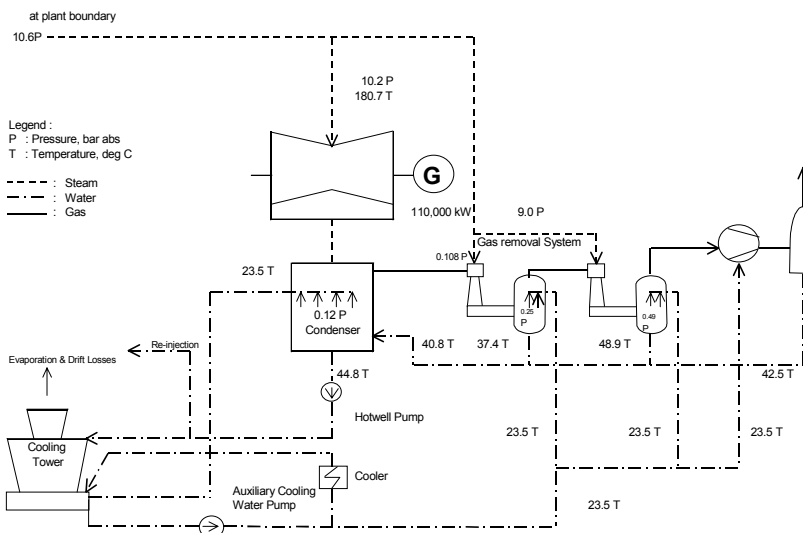 at plant boundary
10.6P
10.2 P
180.7 T
Legend :
P : Pressure, bar abs
T : Temperature, deg C
: Steam
: Water
: Gas
G
110,000 kW
9.0 P
Gas removal System
0.108 P
23.5 T
0.12 P
Condenser
0.25
P
0.49
P
40.8 T
37.4 T
48.9 T
42.5 T
Re-injection
Evaporation & Drift Losses
44.8 T
Hotwell Pump
Cooling
Tower
23.5 T
23.5 T
23.5 T
Cooler
Auxiliary Cooling
Water Pump
23.5 T